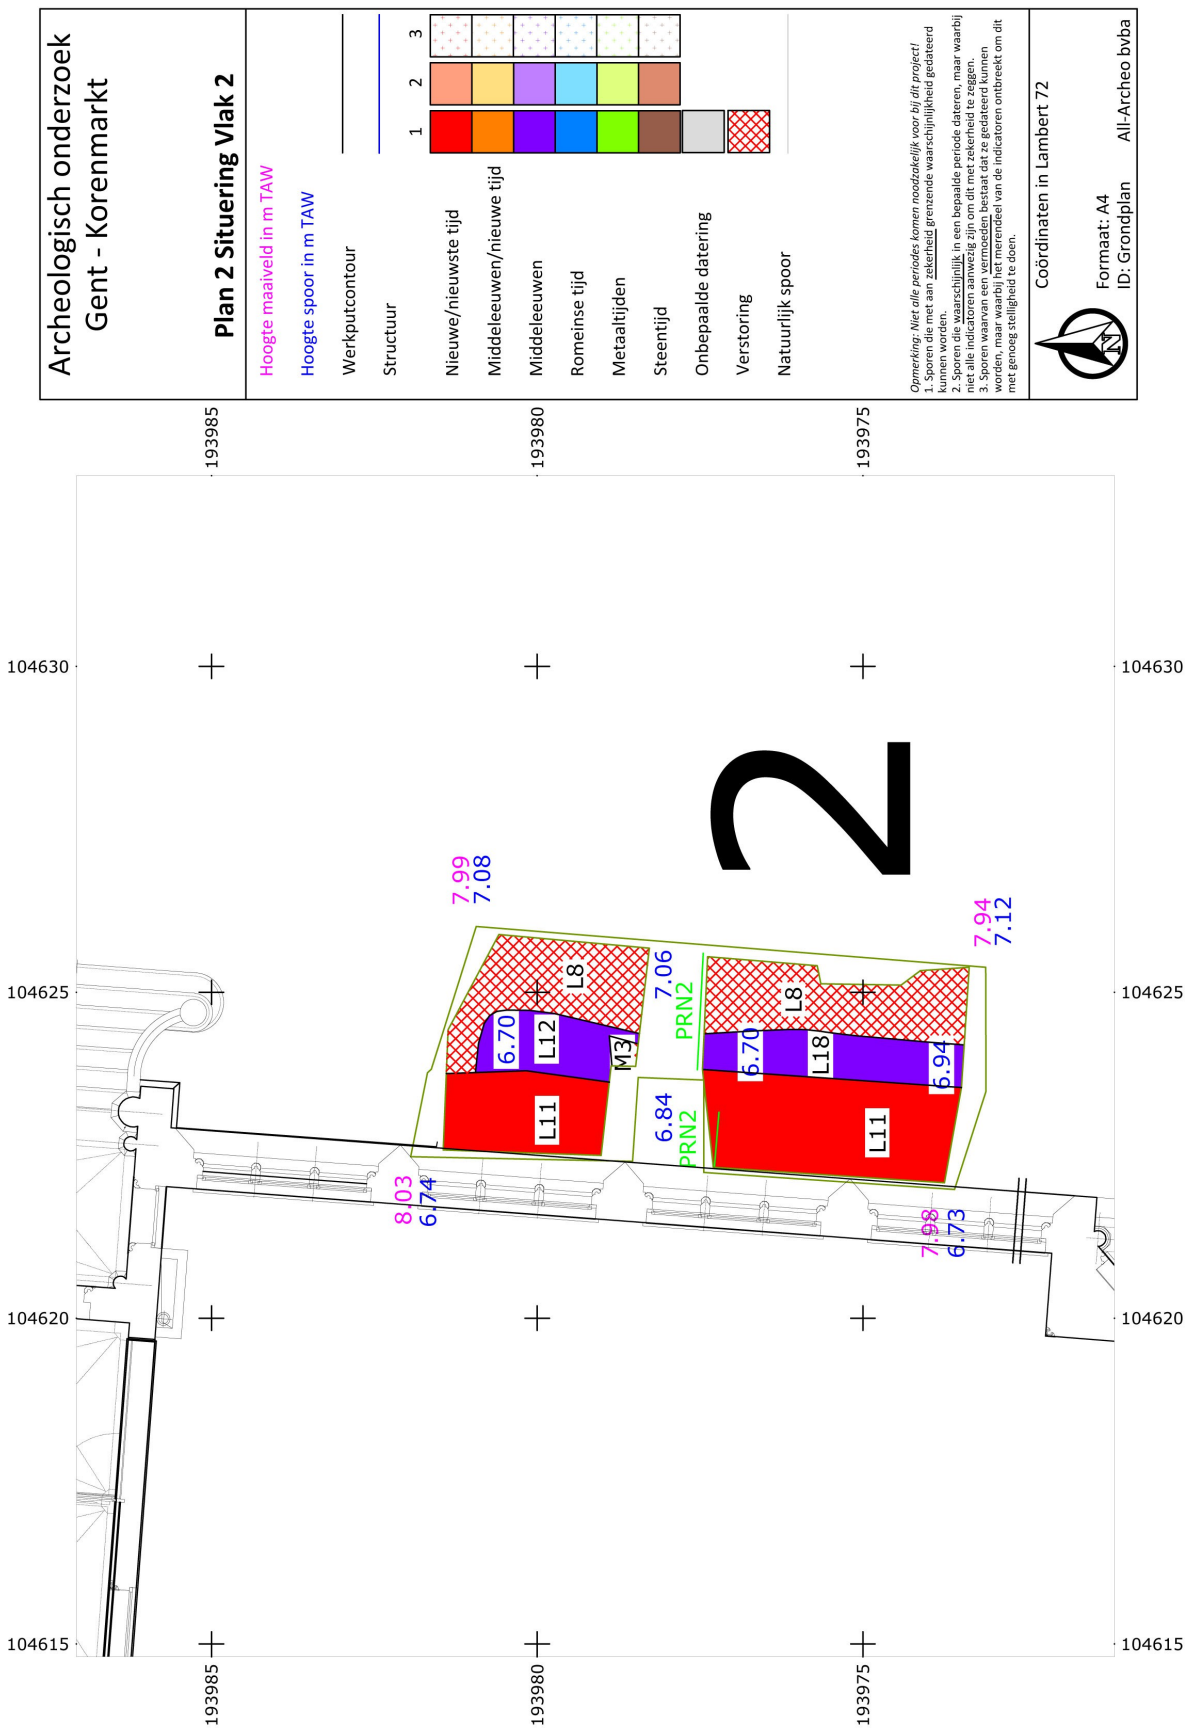 Archeologisch onderzoek
Gent - Korenmarkt
Plan 2 Situering Vlak 2
Hoogte maaiveld in m TAW
Hoogte spoor in m TAW
Werkputcontour
Structuur
1 2 3
Nieuwe/nieuwste tijd
Middeleeuwen/nieuwe tijd
Middeleeuwen
Romeinse tijd
Metaaltijden
Steentijd
Onbepaalde datering
Verstoring
Natuurlijk spoor
Opmerking: Niet alle periodes komen noodzakelijk voor bij dit project!
1. Sporen die met aan zekerheid grenzende waarschijnlijkheid gedateerd
kunnen worden.
2. Sporen die waarschijnlijk in een bepaalde periode dateren, maar waarbij
niet alle indicatoren aanwezig zijn om dit met zekerheid te zeggen.
3. Sporen waarvan een vermoeden bestaat dat ze gedateerd kunnen
worden, maar waarbij het merendeel van de indicatoren ontbreekt om dit
met genoeg stelligheid te doen.
N
Coördinaten in Lambert 72
Formaat: A4
ID: Grondplan All-Archeo bvba
193985
193980
193975
104630
104630
2
7.99
7.08
7.94
7.12
104625
104625
L8
7.06
PRN2
L8
6.70
L12
M3
6.70
L18
6.94
L11
6.84
PRN2
L11
8.03
6.74
7.98
6.73
104620
104620
104615
104615
193985
193980
193975